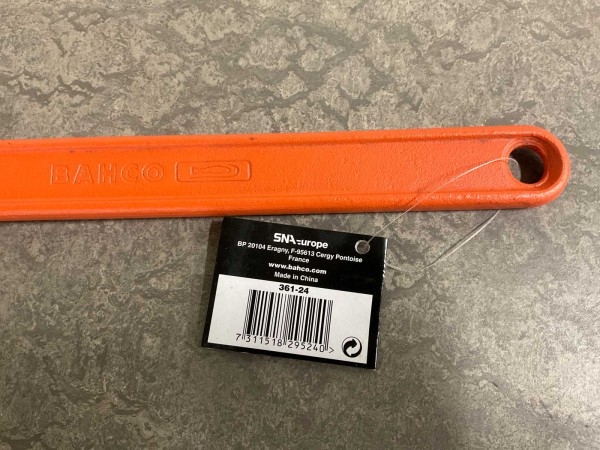 BAHCO
SNA Europe
BP 20104 Eragny, F-95613 Cergy Pontoise
France
www.bahco.com
Made in China
361-24
7 311518 295240 >